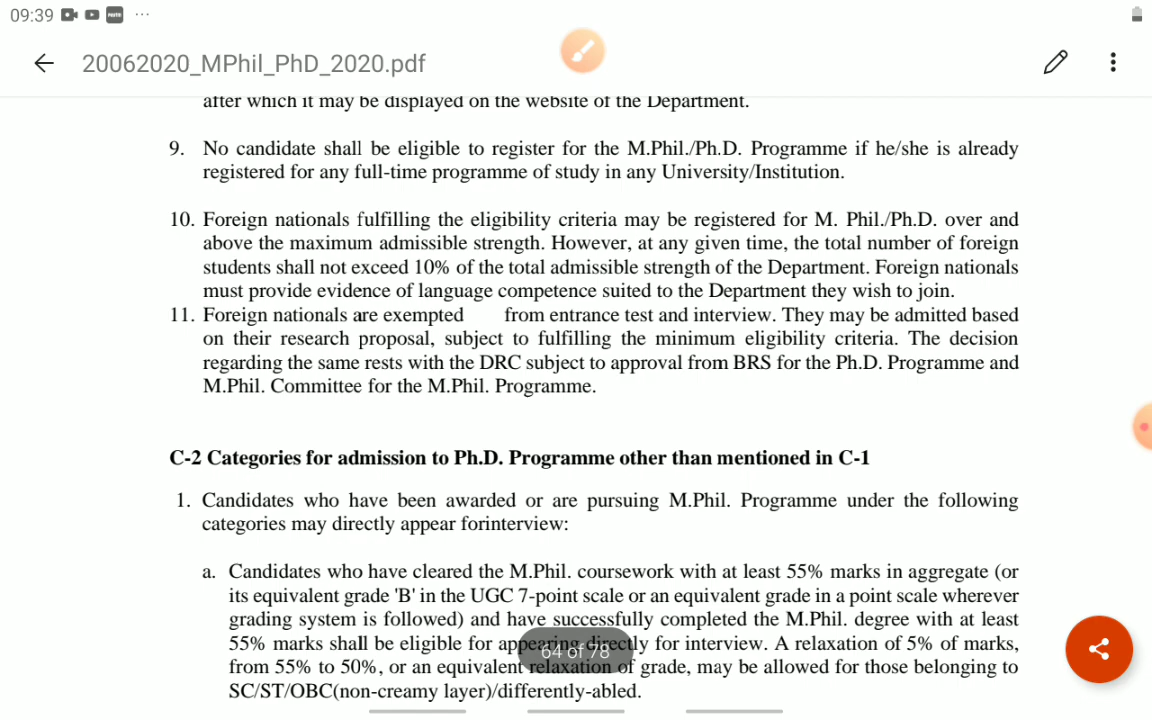 09:39
20062020_MPhil_PhD_2020.pdf
after which it may be displayed on the website of the Department.
9. No candidate shall be eligible to register for the M.Phil./Ph.D. Programme if he/she is already
registered for any full-time programme of study in any University/Institution.
10. Foreign nationals fulfilling the eligibility criteria may be registered for M. Phil./Ph.D. over and
above the maximum admissible strength. However, at any given time, the total number of foreign
students shall not exceed 10% of the total admissible strength of the Department. Foreign nationals
must provide evidence of language competence suited to the Department they wish to join.
11. Foreign nationals are exempted from entrance test and interview. They may be admitted based
on their research proposal, subject to fulfilling the minimum eligibility criteria. The decision
regarding the same rests with the DRC subject to approval from BRS for the Ph.D. Programme and
M.Phil. Committee for the M.Phil. Programme.
C-2 Categories for admission to Ph.D. Programme other than mentioned in C-1
1. Candidates who have been awarded or are pursuing M.Phil. Programme under the following
categories may directly appear forinterview:
a. Candidates who have cleared the M.Phil. coursework with at least 55% marks in aggregate (or
its equivalent grade 'B' in the UGC 7-point scale or an equivalent grade in a point scale wherever
grading system is followed) and have successfully completed the M.Phil. degree with at least
55% marks shall be eligible for appearing directly for interview. A relaxation of 5% of marks,
64 of 78
from 55% to 50%, or an equivalent relaxation of grade, may be allowed for those belonging to
SC/ST/OBC(non-creamy layer)/differently-abled.